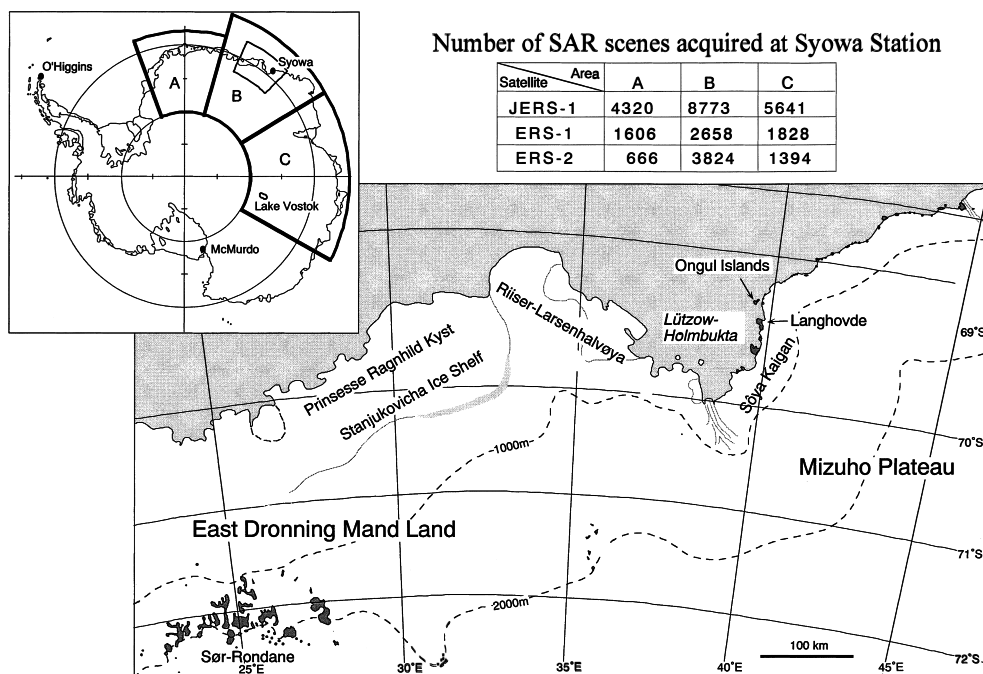 Number of SAR scenes acquired at Syowa Station
Satellite Area A B C
JERS-1 4320 8773 5641
ERS-1 1606 2658 1828
ERS-2 666 3824 1394
O'Higgins
Syowa
A
B
C
Lake Vostok
McMurdo
Ongul Islands
Langhovde
Lützow-
Holmbukta
Riiser-Larsenhalvøya
Prinsesse Ragnhild Kyst
Stanjukovicha Ice Shelf
Sôya Kaigan
69°S
70°S
1000m
Mizuho Plateau
East Dronning Mand Land
71°S
2000m
Sør-Rondane
100 km
72°S
25°E
30°E
35°E
40°E
45°E